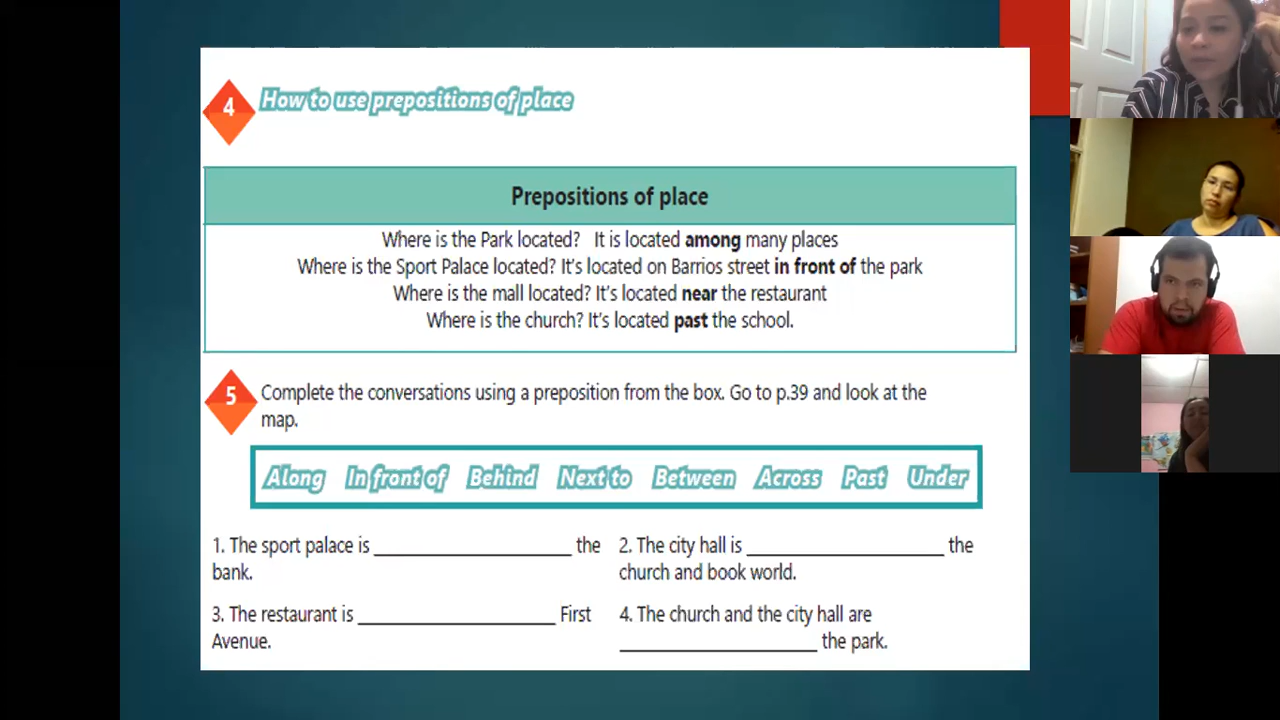 4 How to use prepositions of place
Prepositions of place
Where is the Park located? It is located among many places
Where is the Sport Palace located? It's located on Barrios street in front of the park
Where is the mall located? It's located near the restaurant
Where is the church? It's located past the school.
5 Complete the conversations using a preposition from the box. Go to p.39 and look at the
map.
Along In front of Behind Next to Between Across Past Under
1. The sport palace is ____________________ the
bank.
2. The city hall is ____________________ the
church and book world.
3. The restaurant is ____________________ First
Avenue.
4. The church and the city hall are
____________________ the park.